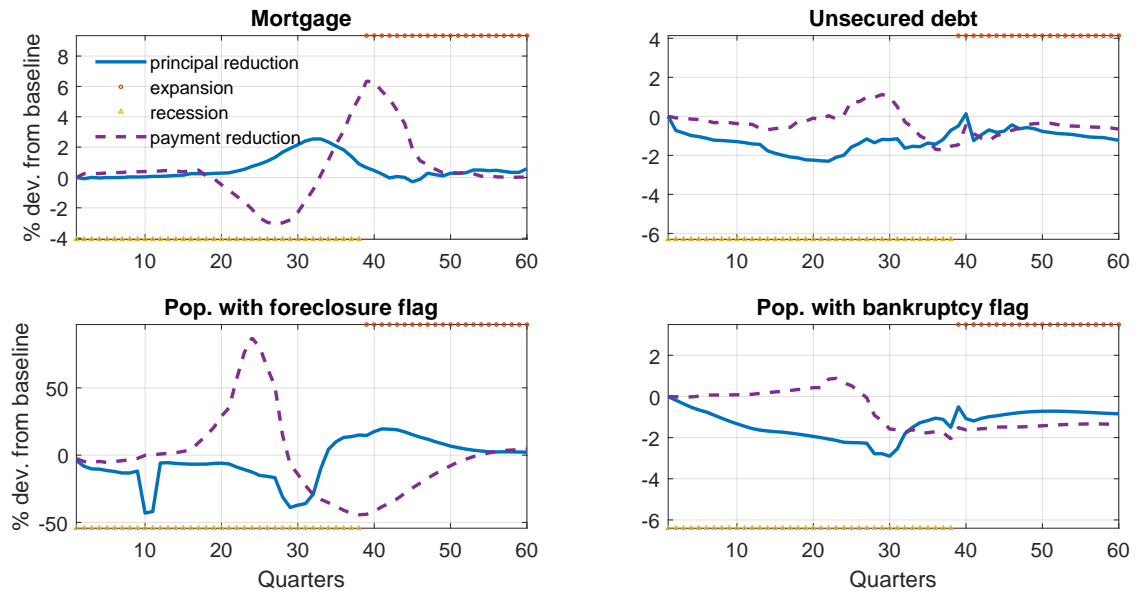 Mortgage
% dev. from baseline
8
6
4
2
0
-2
-4
principal reduction
expansion
recession
payment reduction
10 20 30 40 50 60
Unsecured debt
4
2
0
-2
-4
-6
10 20 30 40 50 60
Pop. with foreclosure flag
% dev. from baseline
50
0
-50
10 20 30 40 50 60
Quarters
Pop. with bankruptcy flag
2
0
-2
-4
-6
10 20 30 40 50 60
Quarters